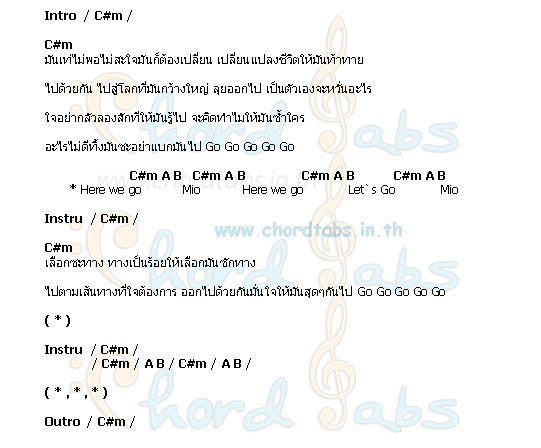 Intro / C#m /
C#m
มันเท่ไม่พอไม่สะใจมันก็ต้องเปลี่ยน เปลี่ยนแปลงชีวิตให้มันท้าทาย
ไปด้วยกัน ไปสู่โลกที่มันกว้างใหญ่ ลุยออกไป เป็นตัวเองจะหวั่นอะไร
ใจอย่ากลัวลองสักทีให้มันรู้ไป จะคิดทำไมให้มันซ้ำใคร
อะไรไม่ดีทิ้งมันซะอย่าแบกมันไป Go Go Go Go Go
C#m A B C#m A B C#m A B C#m A B
* Here we go Mio Here we go Let`s Go Mio
Instru / C#m /
www.chordtabs.in.th
C#m
เลือกซะทาง ทางเป็นร้อยให้เลือกมันซักทาง
ไปตามเส้นทางที่ใจต้องการ ออกไปด้วยกันมั่นใจให้มันสุดๆกันไป Go Go Go Go Go
( * )
Instru / C#m /
/ C#m / A B / C#m / A B /
( * , * , * )
Outro / C#m /